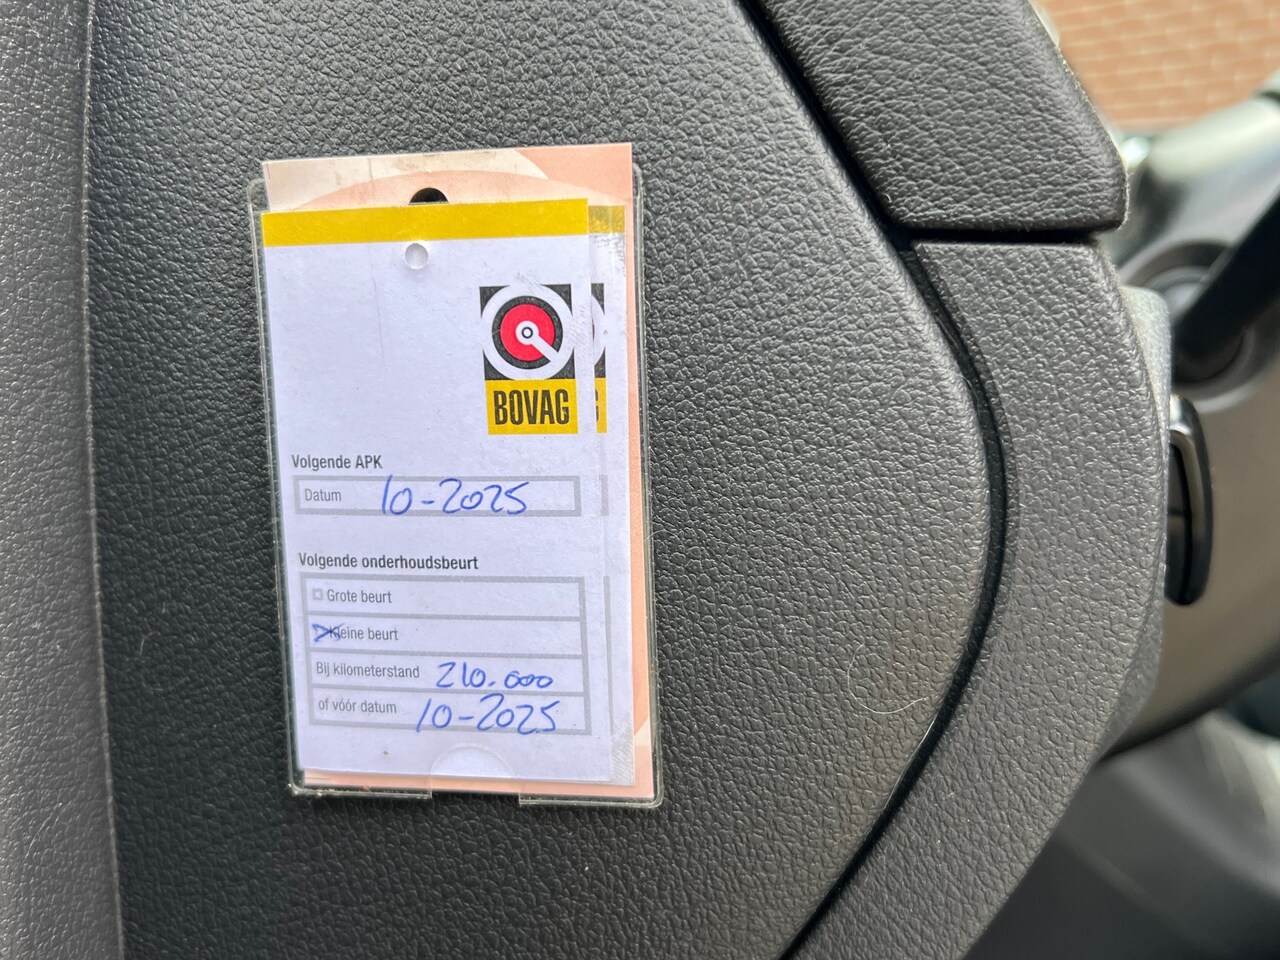 BOVAG
Volgende APK
Datum 10-2025
Volgende onderhoudsbeurt
Grote beurt
Kleine beurt
Bij kilometerstand 210.000
of vóór datum 10-2025